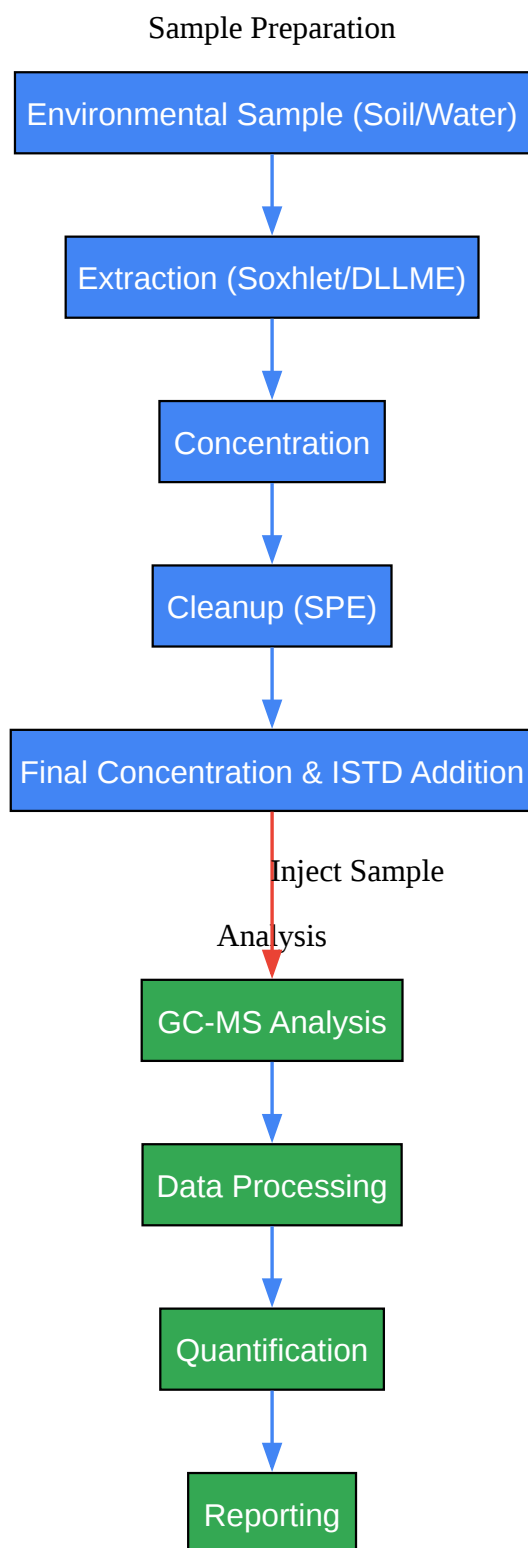 Sample Preparation
Environmental Sample (Soil/Water)
Extraction (Soxhlet/DLLME)
Concentration
Cleanup (SPE)
Final Concentration & ISTD Addition
Inject Sample
Analysis
GC-MS Analysis
Data Processing
Quantification
Reporting